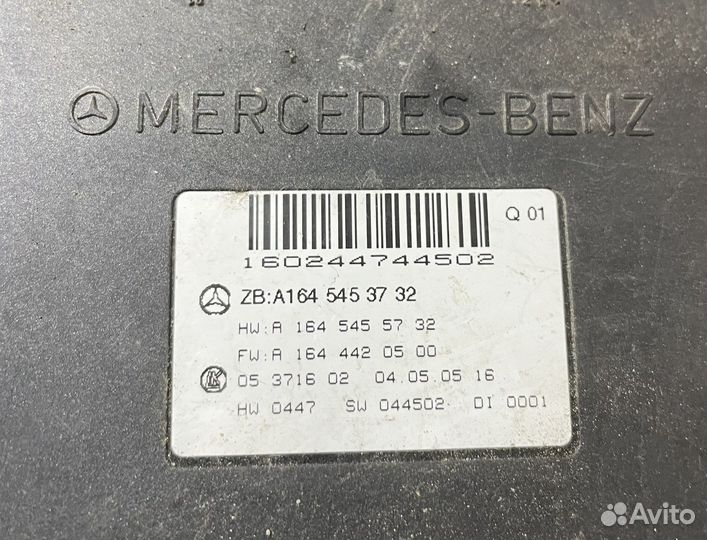 MERCEDES-BENZ
Q 01
160244744502
ZB:A164 545 37 32
HW:A 164 545 57 32
FW:A 164 442 05 00
05 3716 02 04.05.05 16
HW 0447 SW 044502 DI 0001
Avito